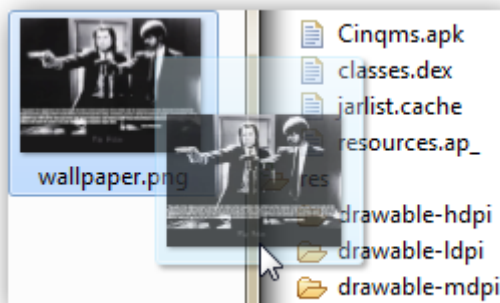 wallpaper.png
Cinqms.apk
classes.dex
jarlist.cache
resources.ap_
res
drawable-hdpi
drawable-ldpi
drawable-mdpi